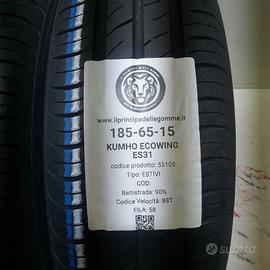 www.ilprincipedellegomme.it
185-65-15
KUMHO ECOWING
ES31
codice prodotto: 55103
Tipo: ESTIVI
COD:
Battistrada: 90%
Codice Velocità: 88T
FILA: 58
subito